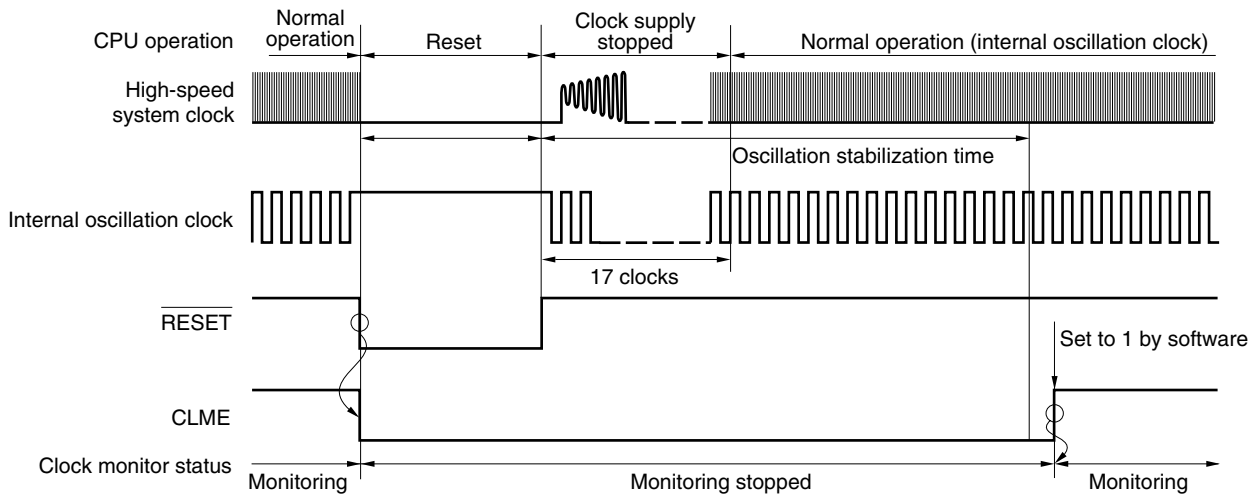 Normal
operation
Clock supply
stopped
CPU operation
Reset
Normal operation (internal oscillation clock)
High-speed
system clock
Oscillation stabilization time
Internal oscillation clock
17 clocks
RESET
Set to 1 by software
CLME
Clock monitor status
Monitoring
Monitoring stopped
Monitoring